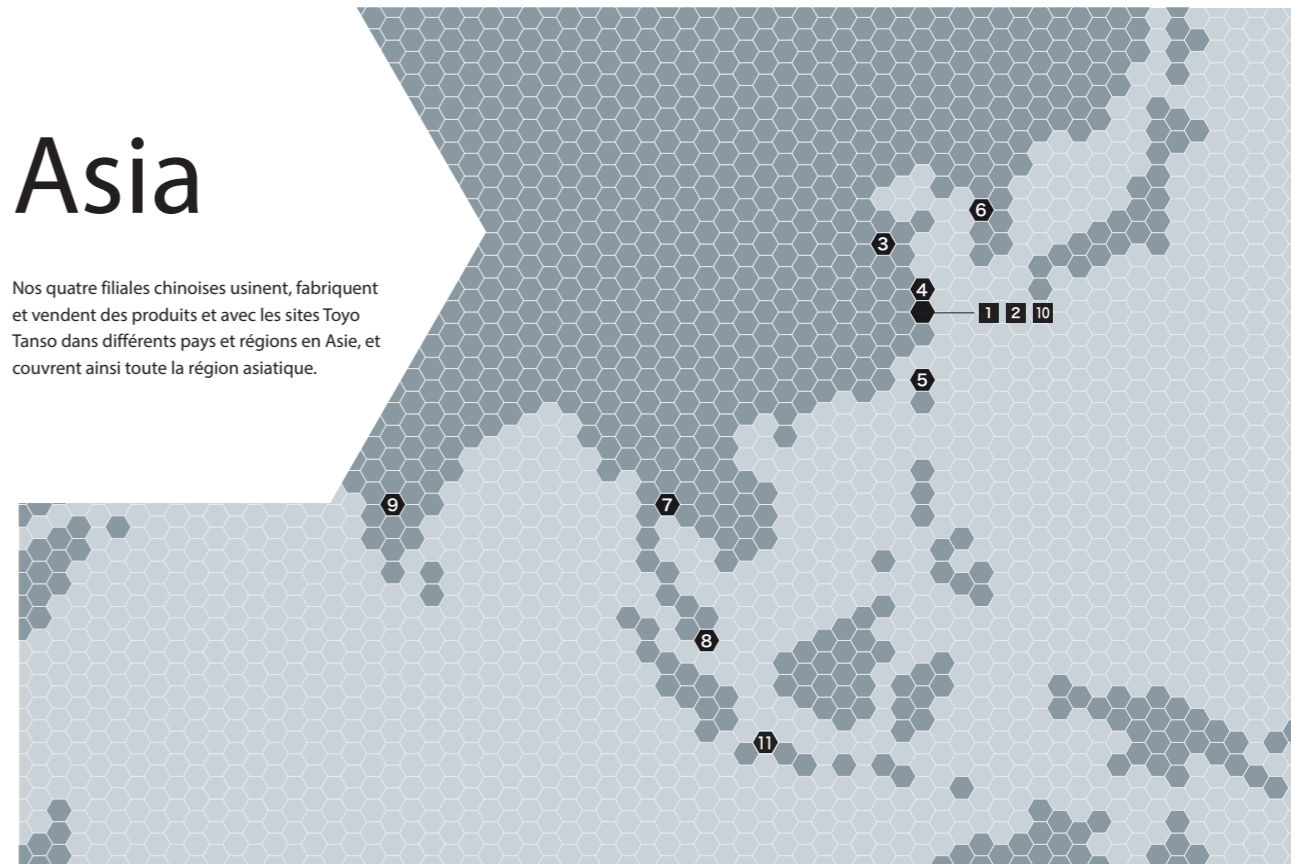 Asia
Nos quatre filiales chinoises usinent, fabriquent
et vendent des produits et avec les sites Toyo
Tanso dans différents pays et régions en Asie, et
couvrent ainsi toute la région asiatique.
6
3
4
1 2 10
5
9
7
8
11